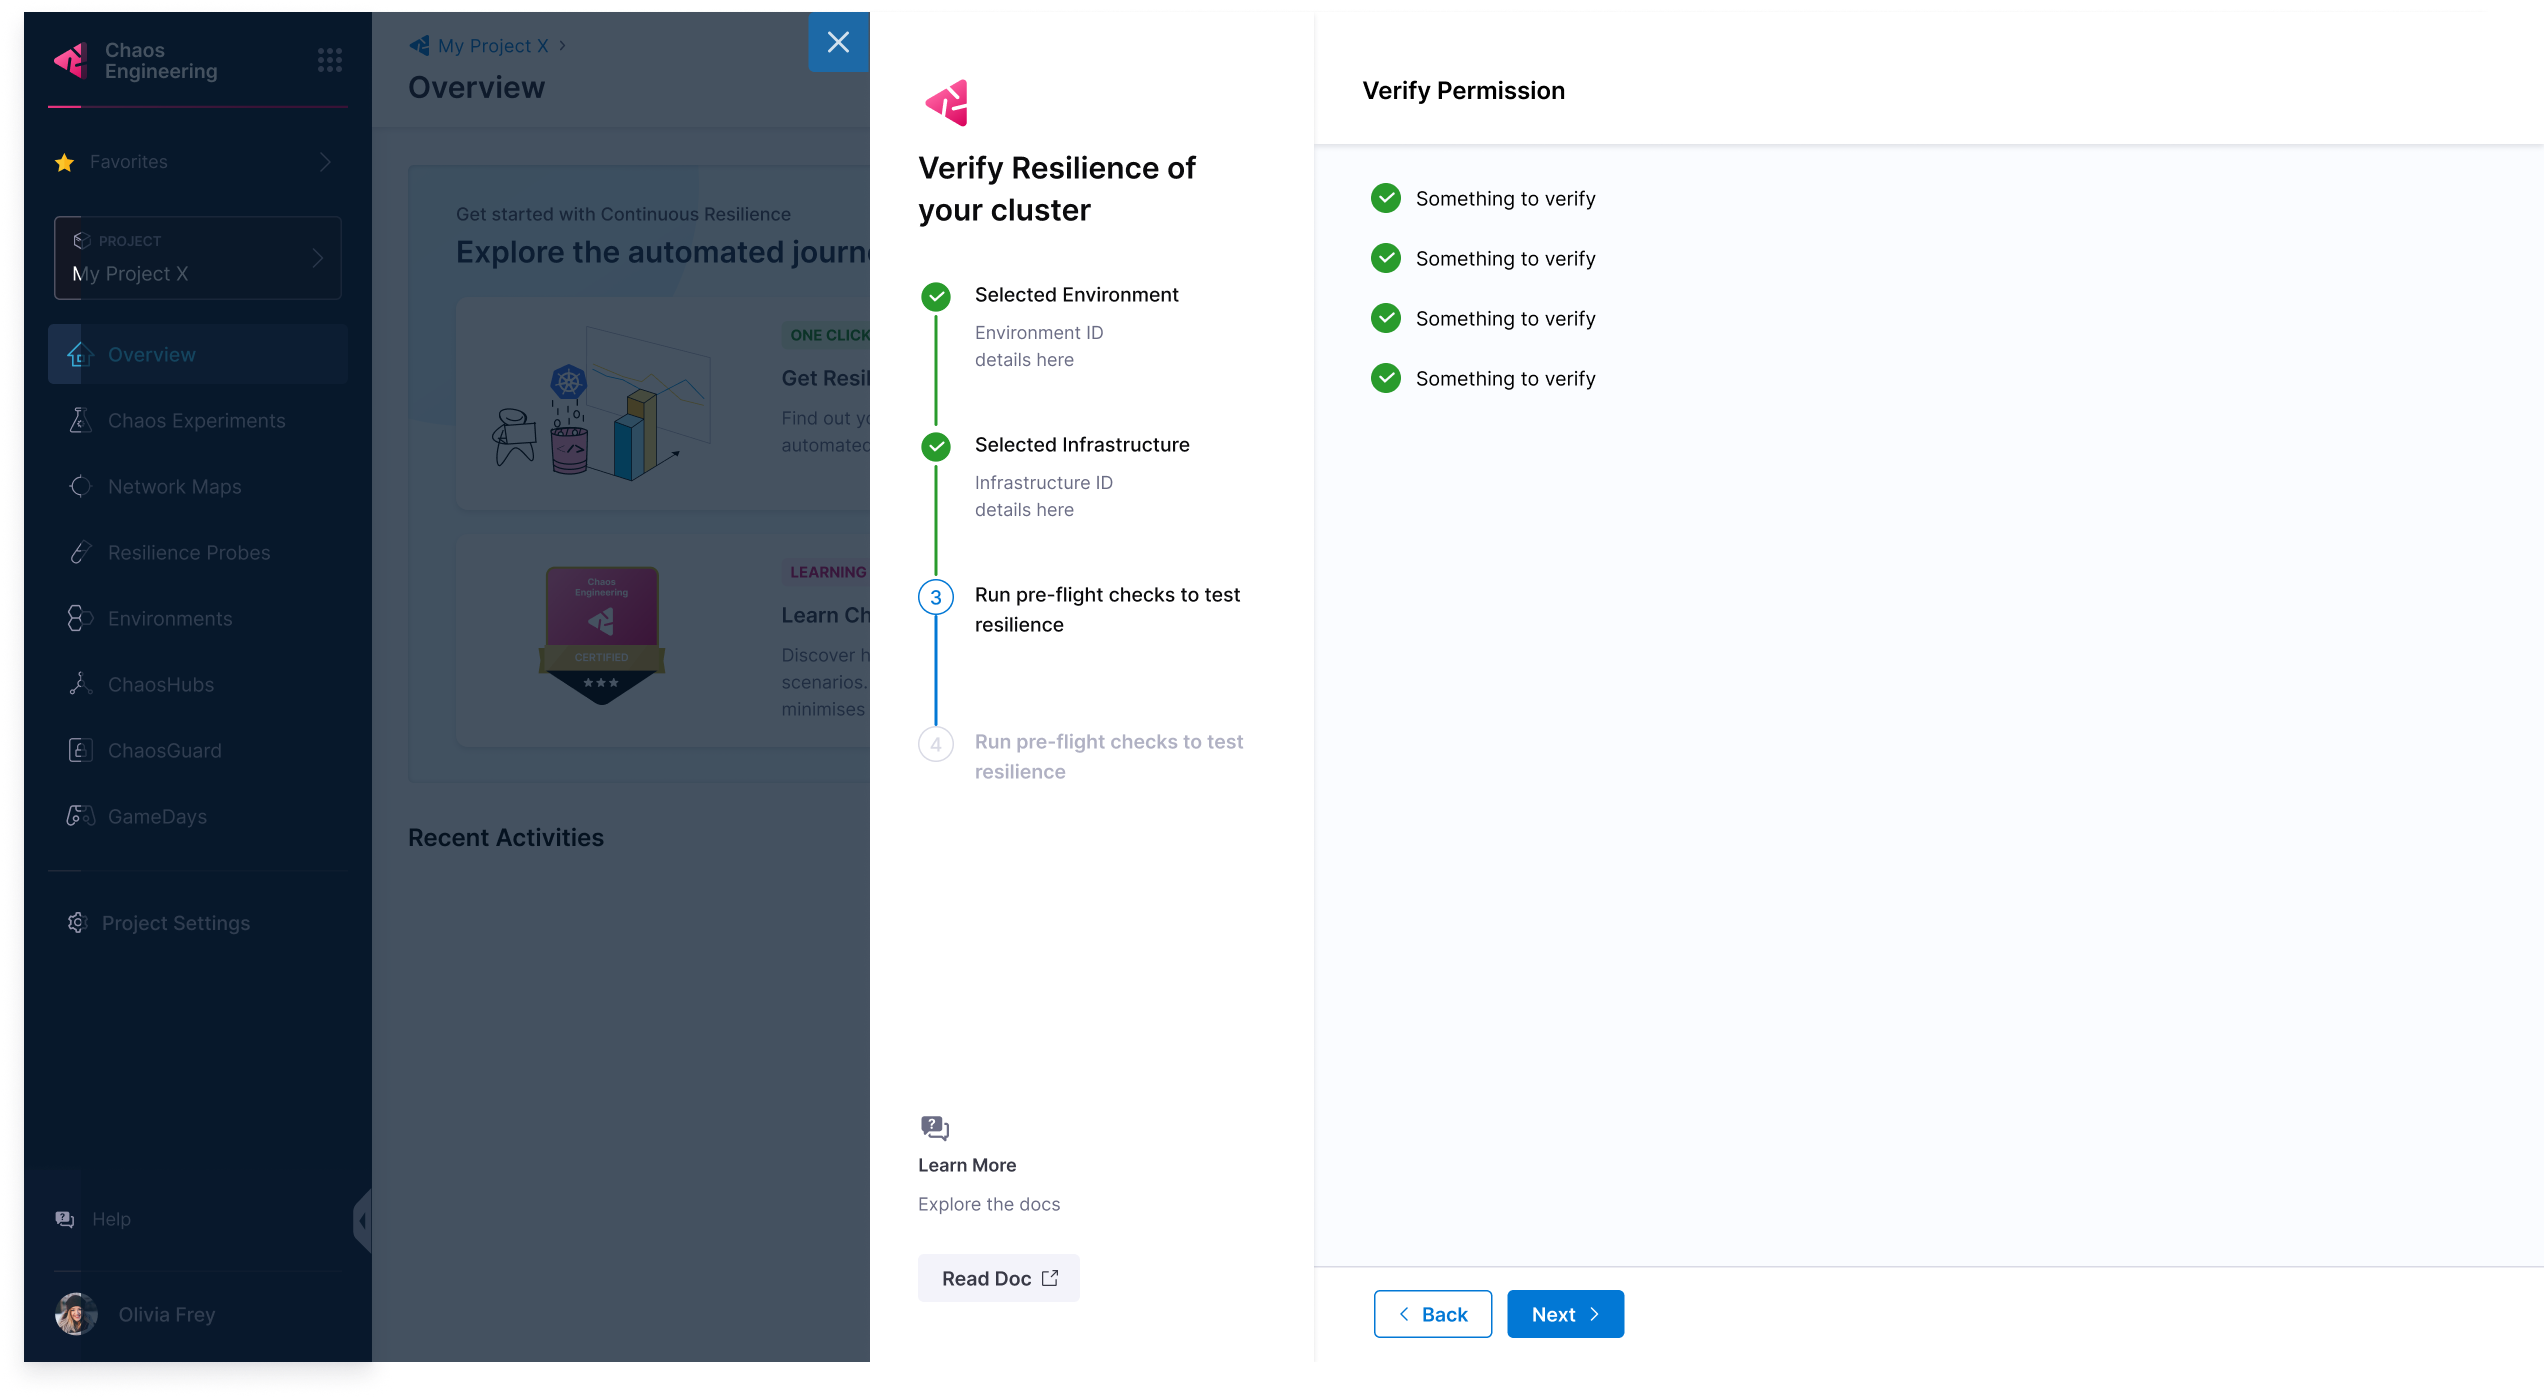 Chaos
Engineering
Favorites
PROJECT
My Project X
Overview
Chaos Experiments
Network Maps
Resilience Probes
Environments
ChaosHubs
ChaosGuard
GameDays
Project Settings
Help
Olivia Frey
My Project X
Overview
Get started with Continuous Resilience
Explore the automated
ONE CLICK
Get
Find out
automated
Chaos
Engineering
CERTIFIED
LEARNING
Learn
Discover
scenarios.
minimises
Recent Activities
Verify Resilience of
your cluster
Selected Environment
Environment ID
details here
Selected Infrastructure
Infrastructure ID
details here
3
Run pre-flight checks to test
resilience
4
Run pre-flight checks to test
resilience
Learn More
Explore the docs
Read Doc
Verify Permission
Something to verify
Something to verify
Something to verify
Something to verify
Back
Next